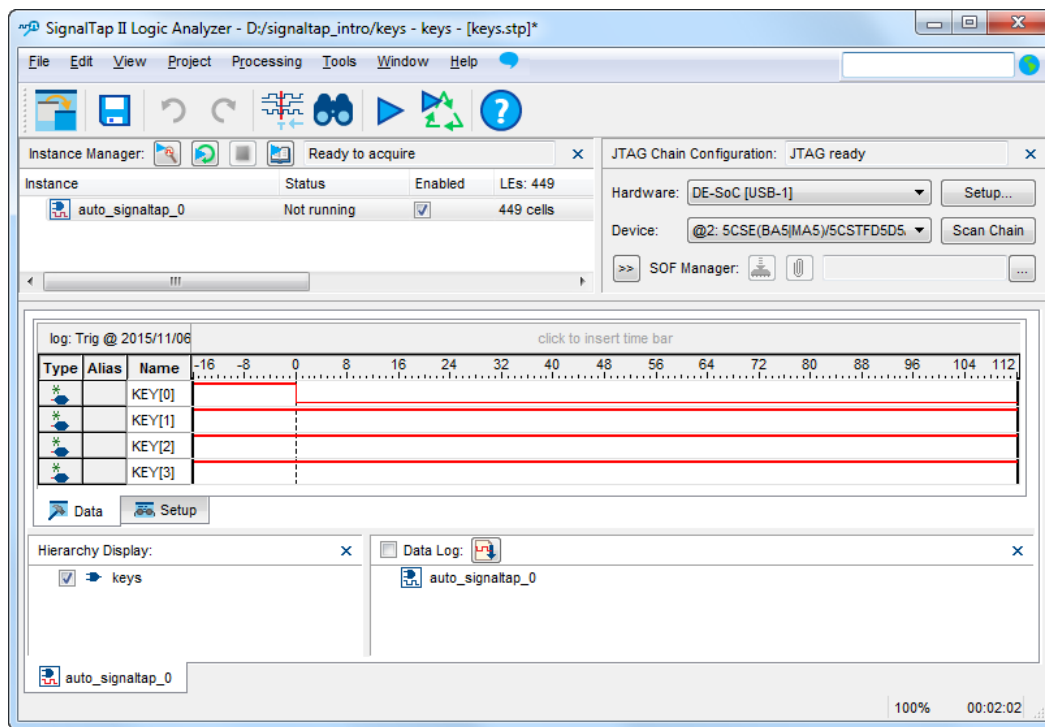 SignalTap II Logic Analyzer - D:/signaltap_intro/keys - keys - [keys.stp]*
File Edit View Project Processing Tools Window Help
Instance Manager: Ready to acquire
Instance Status Enabled LEs: 449
auto_signaltap_0 Not running 449 cells
JTAG Chain Configuration: JTAG ready
Hardware: DE-SoC [USB-1] Setup...
Device: @2: 5CSE(BA5|MA5)/5CSTFD5D5. Scan Chain
>> SOF Manager: ...
log: Trig @ 2015/11/06 click to insert time bar
Type Alias Name -16 -8 0 8 16 24 32 40 48 56 64 72 80 88 96 104 112
KEY[0]
KEY[1]
KEY[2]
KEY[3]
Data Setup
Hierarchy Display:
keys
Data Log:
auto_signaltap_0
auto_signaltap_0
100% 00:02:02